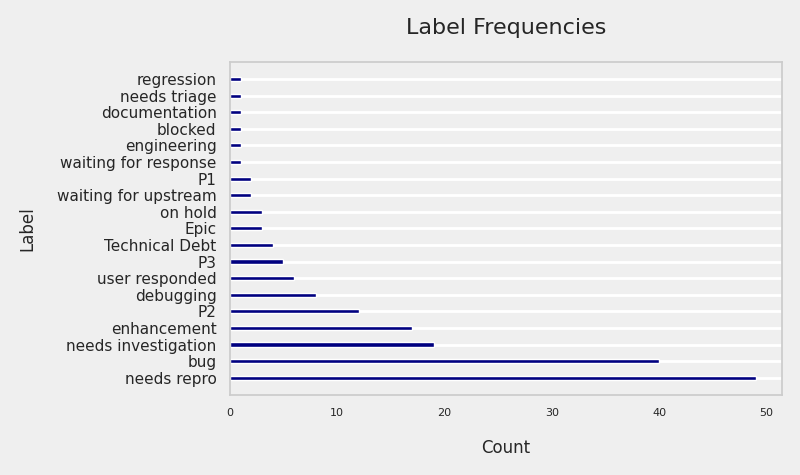 Label Frequencies
regression
needs triage
documentation
blocked
engineering
waiting for response
P1
waiting for upstream
on hold
Epic
Technical Debt
P3
user responded
debugging
P2
enhancement
needs investigation
bug
needs repro
Label
0 10 20 30 40 50
Count